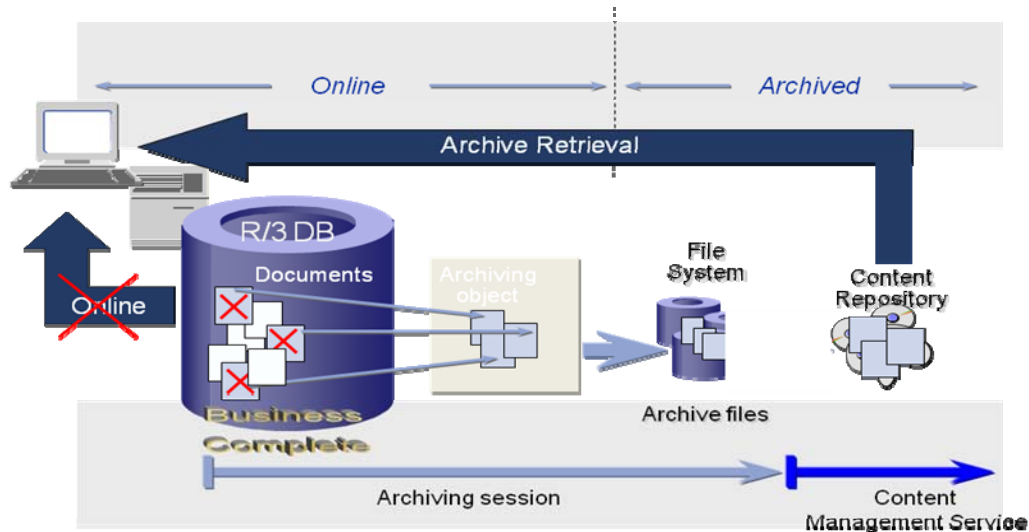 Online
Archived
Archive Retrieval
R/3 DB
Documents
Archiving
object
File
System
Content
Repository
Online
Business
Complete
Archive files
Archiving session
Content
Management Service